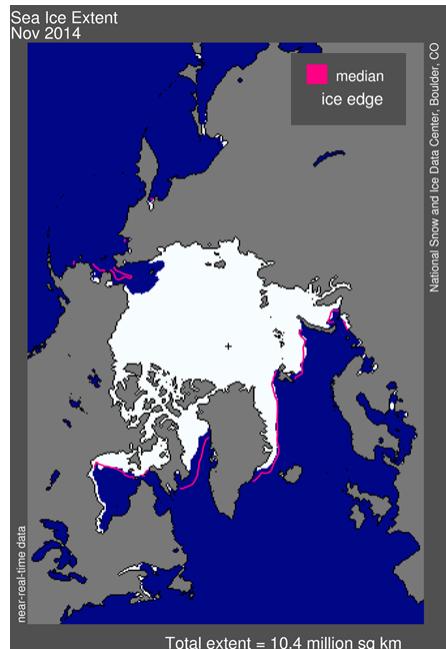 Sea Ice Extent
Nov 2014
median
ice edge
National Snow and Ice Data Center, Boulder, CO
near-real-time data
Total extent = 10.4 million sq km